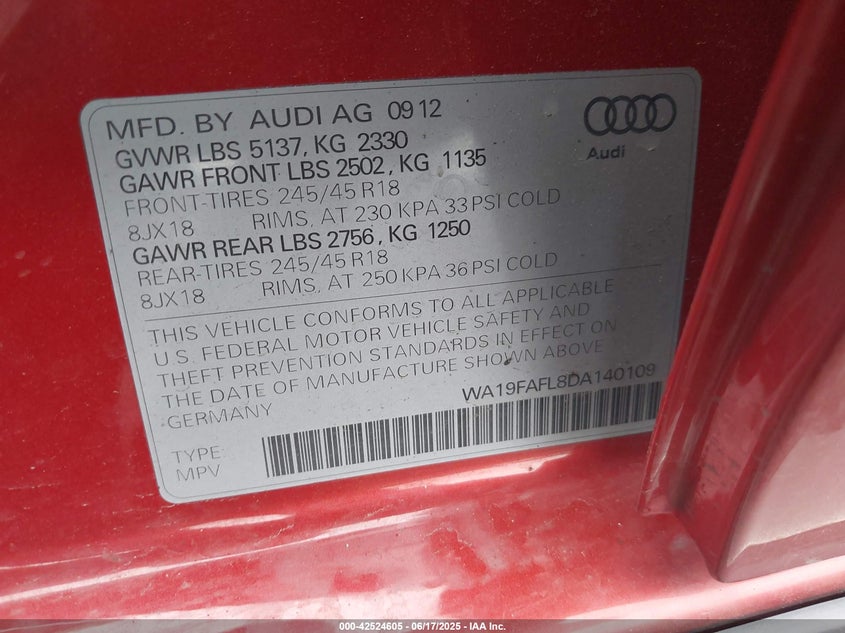 MFD. BY AUDI AG 09 12
Audi
GVWR LBS 5137, KG 2330
GAWR FRONT LBS 2502, KG 1135
FRONT-TIRES 245/45 R18
8JX18 RIMS, AT 230 KPA 33 PSI COLD
GAWR REAR LBS 2756, KG 1250
REAR-TIRES 245/45 R18
8JX18 RIMS, AT 250 KPA 36 PSI COLD
THIS VEHICLE CONFORMS TO ALL APPLICABLE
U.S. FEDERAL MOTOR VEHICLE SAFETY AND
THEFT PREVENTION STANDARDS IN EFFECT ON
THE DATE OF MANUFACTURE SHOWN ABOVE
GERMANY WA19FAFL8DA140109
TYPE:
MPV
000-42524605 - 06/17/2025 - IAA Inc.